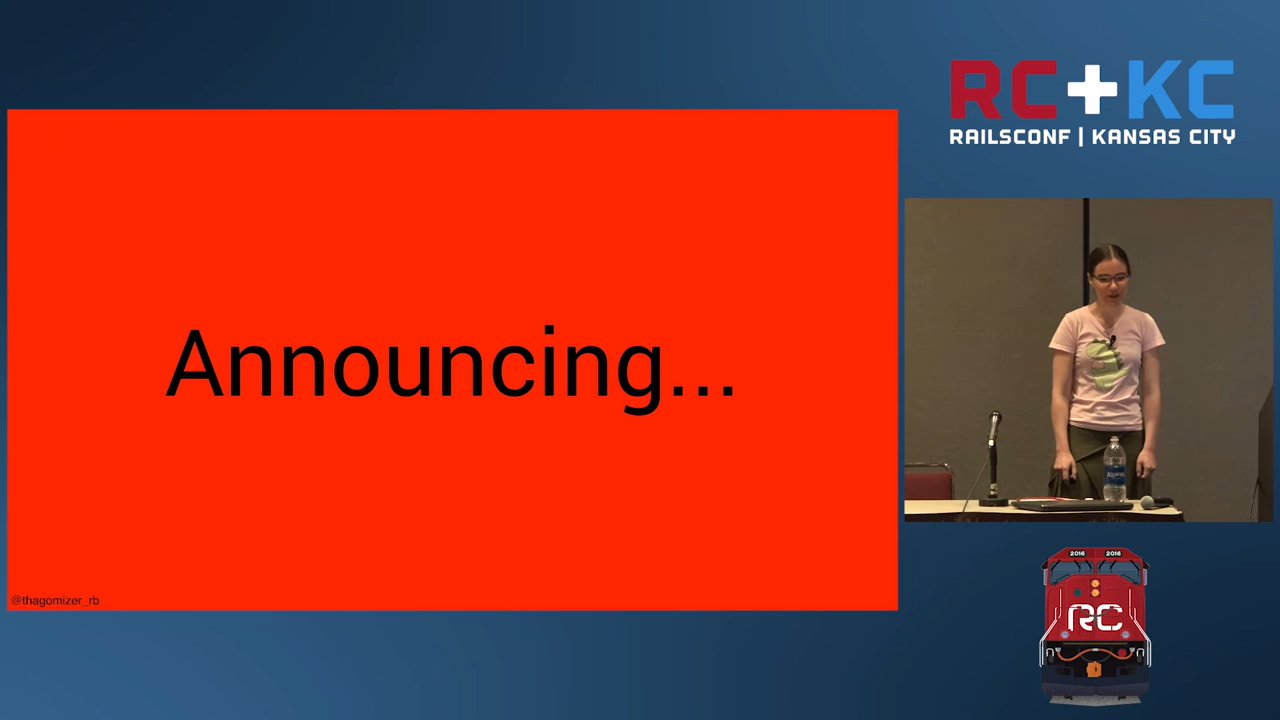 RC+KC
RAILSCONF | KANSAS CITY
Announcing...
@thagomizer_rb
2016 2016
RC